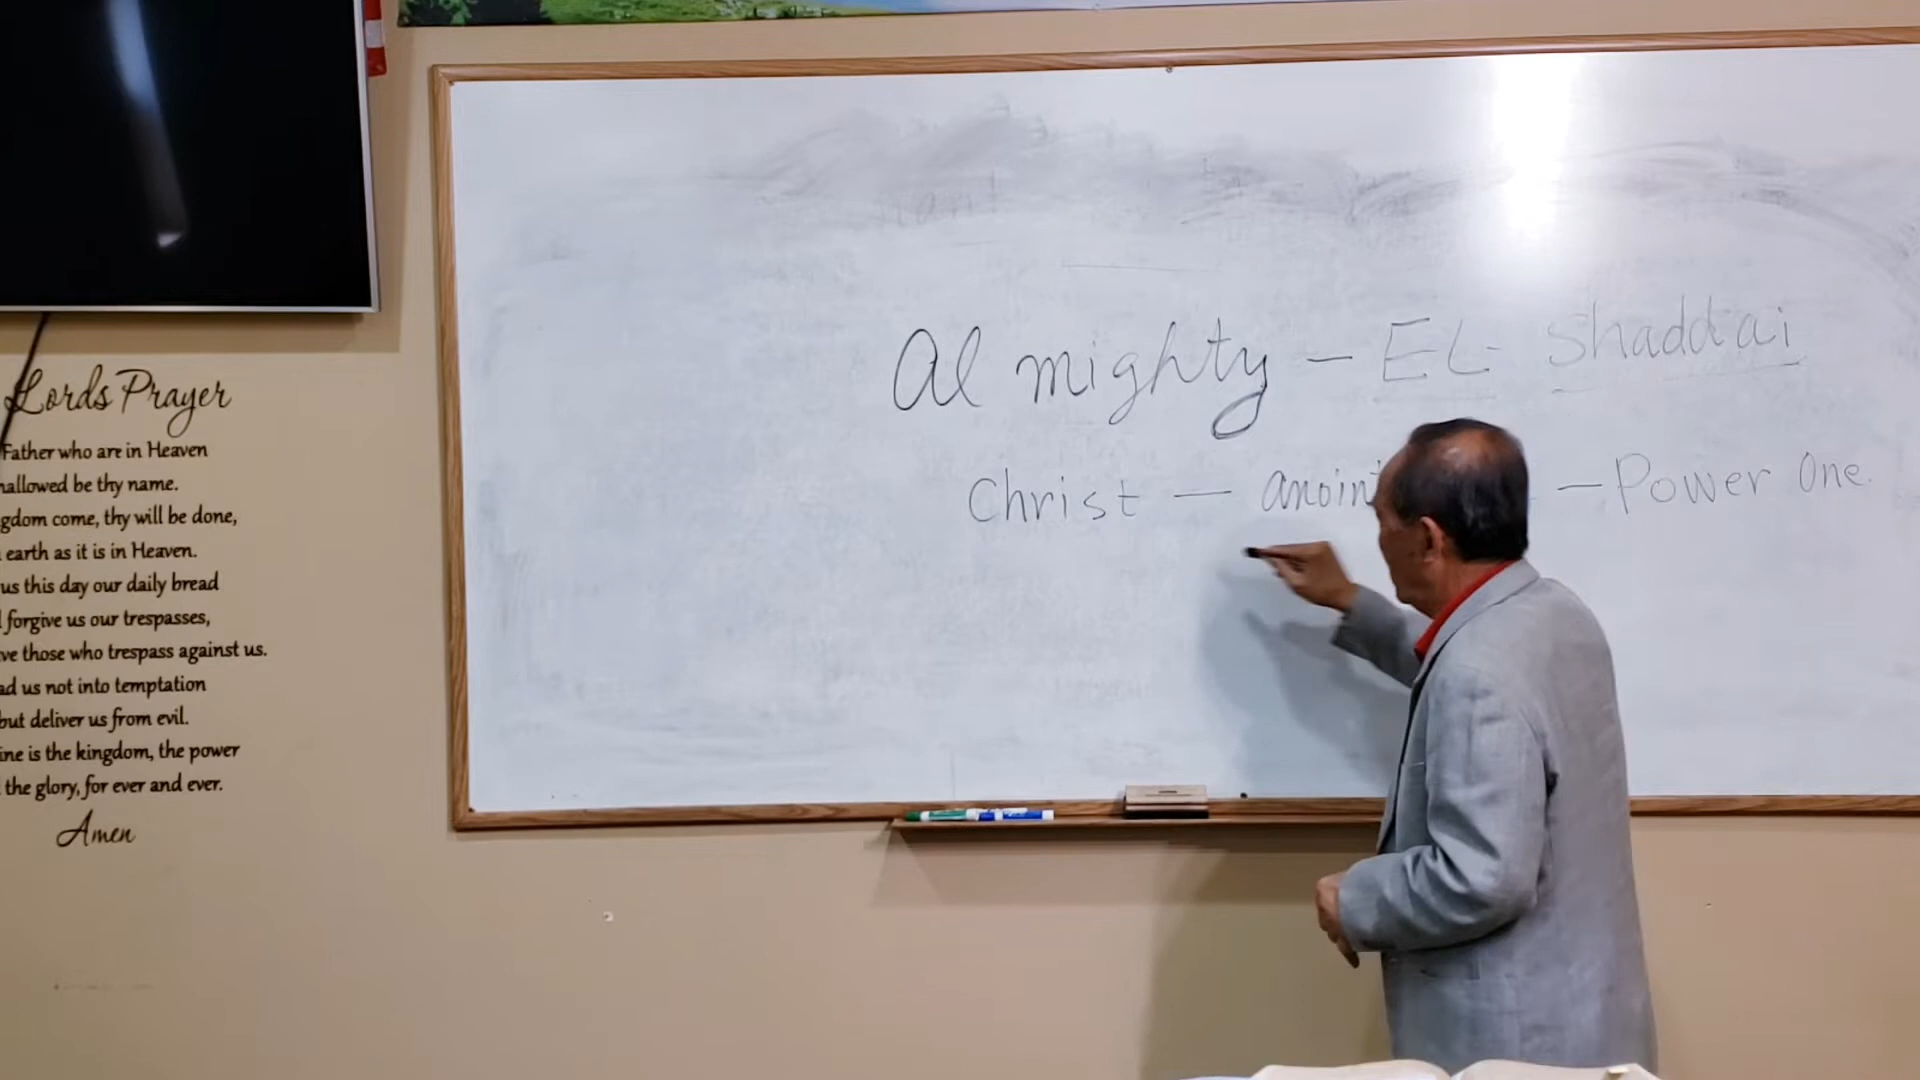 Lords Prayer
Father who are in Heaven
hallowed be thy name.
gdom come, thy will be done,
earth as it is in Heaven.
us this day our daily bread
forgive us our trespasses,
ve those who trespass against us.
ad us not into temptation
but deliver us from evil.
ine is the kingdom, the power
the glory, for ever and ever.
Amen
Al mighty - EL- Shaddai
Christ - anoint - Power One.